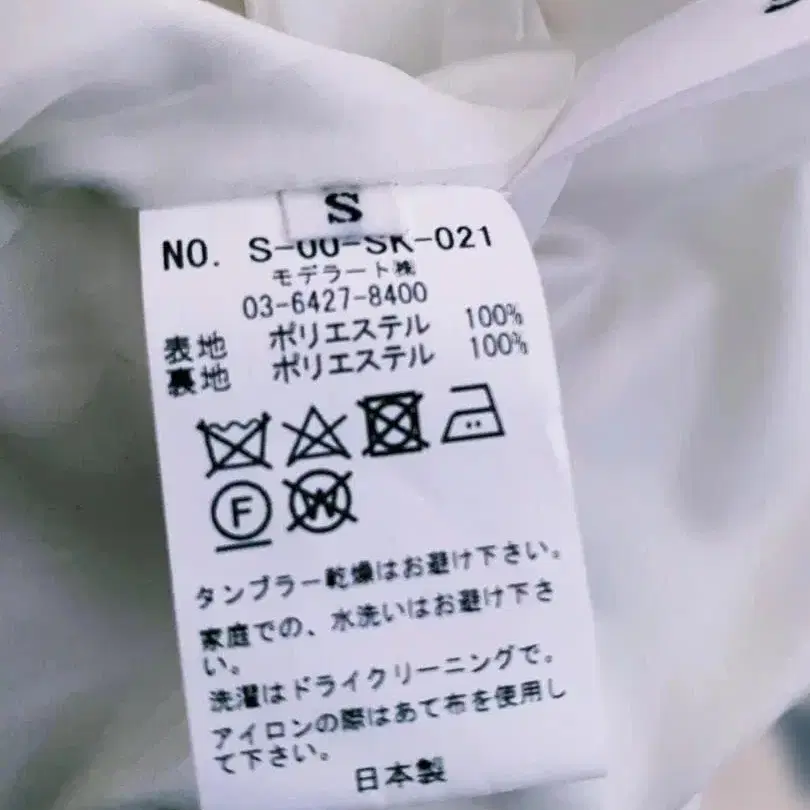 S
NO. S-00-SK-021
モデラート㈱
03-6427-8400
表地 ポリエステル 100%
裏地 ポリエステル 100%
F W
タンブラー乾燥はお避け下さい。
家庭での、水洗いはお避け下さ
い。
洗濯はドライクリーニングで。
アイロンの際はあて布を使用し
て下さい。
日本製